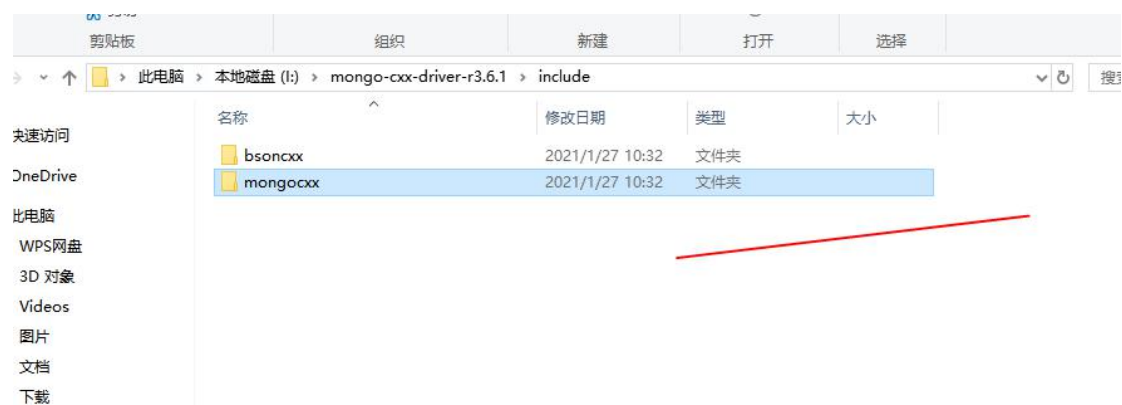 剪贴板 组织 新建 打开 选择
此电脑 > 本地磁盘 (I:) > mongo-cxx-driver-r3.6.1 > include
名称 修改日期 类型 大小
快速访问
bsoncxx 2021/1/27 10:32 文件夹
OneDrive
mongocxx 2021/1/27 10:32 文件夹
此电脑
WPS网盘
3D 对象
Videos
图片
文档
下载